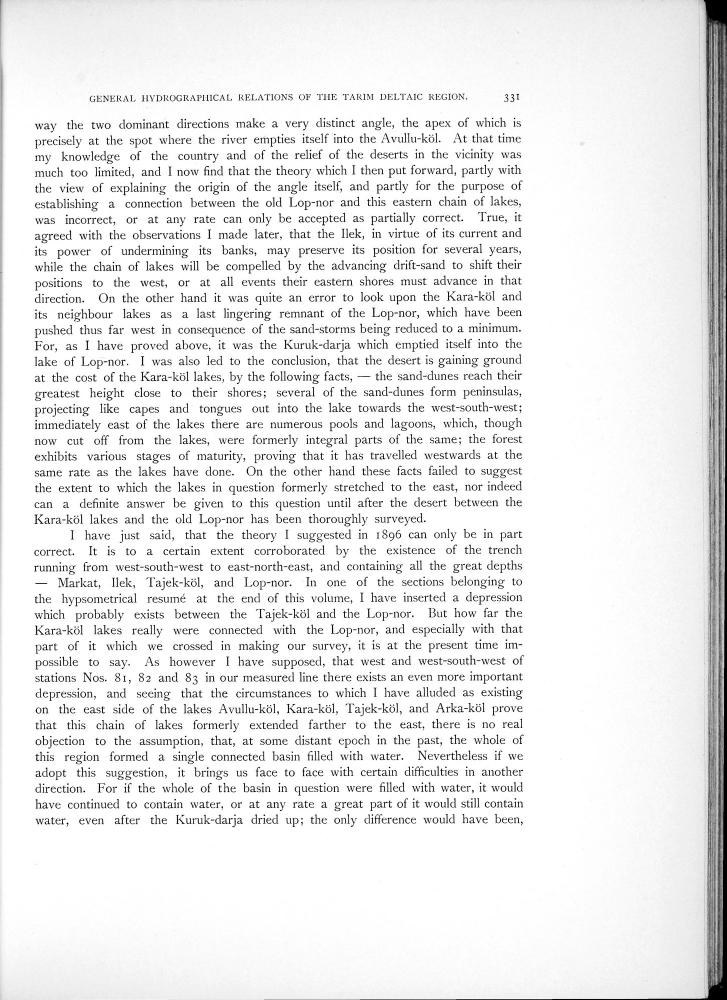 GENERAL HYDROGRAPHICAL RELATIONS OF THE TARIM DELTAIC REGION. 331
way the two dominant directions make a very distinct angle, the apex of which is
precisely at the spot where the river empties itself into the Avullu-köl. At that time
my knowledge of the country and of the relief of the deserts in the vicinity was
much too limited, and I now find that the theory which I then put forward, partly with
the view of explaining the origin of the angle itself, and partly for the purpose of
establishing a connection between the old Lop-nor and this eastern chain of lakes,
was incorrect, or at any rate can only be accepted as partially correct. True, it
agreed with the observations I made later, that the Ilek, in virtue of its current and
its power of undermining its banks, may preserve its position for several years,
while the chain of lakes will be compelled by the advancing drift-sand to shift their
positions to the west, or at all events their eastern shores must advance in that
direction. On the other hand it was quite an error to look upon the Kara-köl and
its neighbour lakes as a last lingering remnant of the Lop-nor, which have been
pushed thus far west in consequence of the sand-storms being reduced to a minimum.
For, as I have proved above, it was the Kuruk-darja which emptied itself into the
lake of Lop-nor. I was also led to the conclusion, that the desert is gaining ground
at the cost of the Kara-köl lakes, by the following facts, — the sand-dunes reach their
greatest height close to their shores; several of the sand-dunes form peninsulas,
projecting like capes and tongues out into the lake towards the west-south-west;
immediately east of the lakes there are numerous pools and lagoons, which, though
now cut off from the lakes, were formerly integral parts of the same; the forest
exhibits various stages of maturity, proving that it has travelled westwards at the
same rate as the lakes have done. On the other hand these facts failed to suggest
the extent to which the lakes in question formerly stretched to the east, nor indeed
can a definite answer be given to this question until after the desert between the
Kara-köl lakes and the old Lop-nor has been thoroughly surveyed.
I have just said, that the theory I suggested in 1896 can only be in part
correct. It is to a certain extent corroborated by the existence of the trench
running from west-south-west to east-north-east, and containing all the great depths
— Markat, Ilek, Tajek-köl, and Lop-nor. In one of the sections belonging to
the hypsometrical resumé at the end of this volume, I have inserted a depression
which probably exists between the Tajek-köl and the Lop-nor. But how far the
Kara-köl lakes really were connected with the Lop-nor, and especially with that
part of it which we crossed in making our survey, it is at the present time im-
possible to say. As however I have supposed, that west and west-south-west of
stations Nos. 81, 82 and 83 in our measured line there exists an even more important
depression, and seeing that the circumstances to which I have alluded as existing
on the east side of the lakes Avullu-köl, Kara-köl, Tajek-köl, and Arka-köl prove
that this chain of lakes formerly extended farther to the east, there is no real
objection to the assumption, that, at some distant epoch in the past, the whole of
this region formed a single connected basin filled with water. Nevertheless if we
adopt this suggestion, it brings us face to face with certain difficulties in another
direction. For if the whole of the basin in question were filled with water, it would
have continued to contain water, or at any rate a great part of it would still contain
water, even after the Kuruk-darja dried up; the only difference would have been,